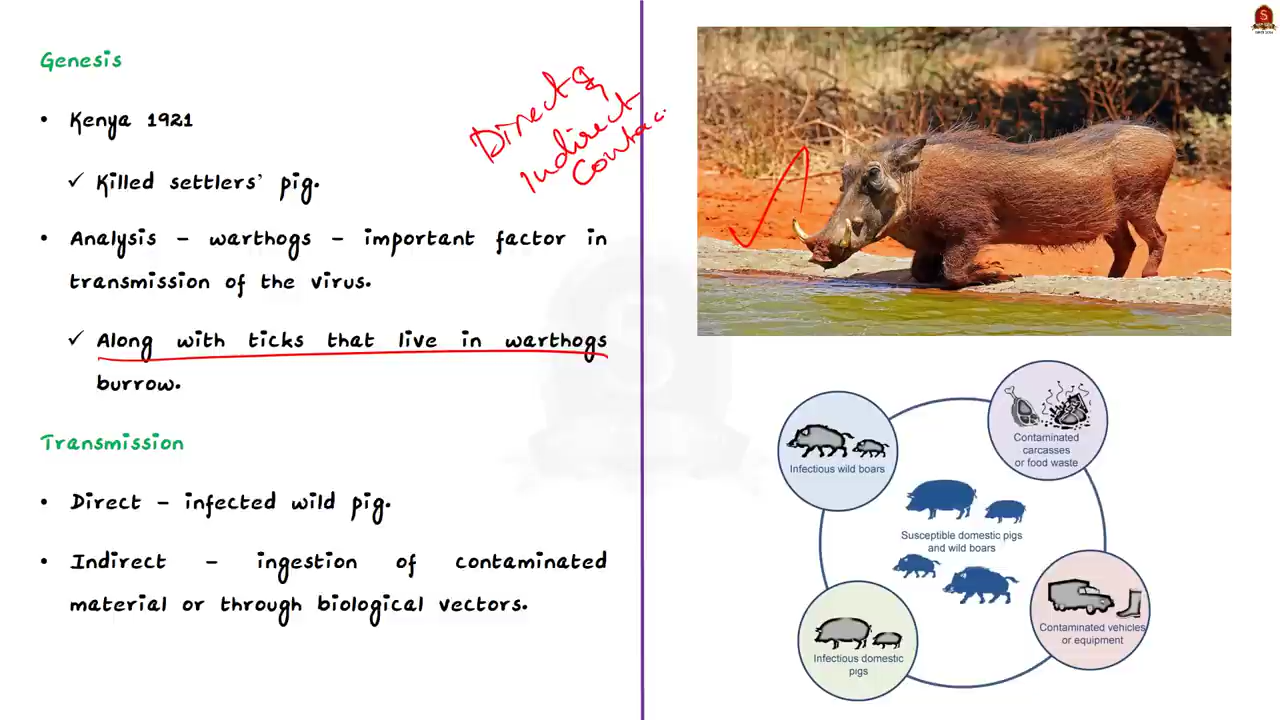 Genesis
• Kenya 1921
✓ Killed settlers' pig.
• Analysis – warthogs – important factor in
transmission of the virus.
✓ Along with ticks that live in warthogs
burrow.
Transmission
• Direct – infected wild pig.
• Indirect – ingestion of contaminated
material or through biological vectors.
Direct &
Indirect
Contac
Infectious wild boars
Contaminated
carcasses
or food waste
Susceptible domestic pigs
and wild boars
Contaminated vehicles
or equipment
Infectious domestic
pigs
S